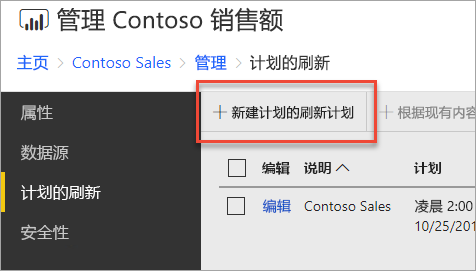 管理 Contoso 销售额
主页 > Contoso Sales > 管理 > 计划的刷新
属性
+ 新建计划的刷新计划
+ 根据现有内容
数据源
编辑 说明 计划
计划的刷新
编辑 Contoso Sales 凌晨 2:00
10/25/201
安全性